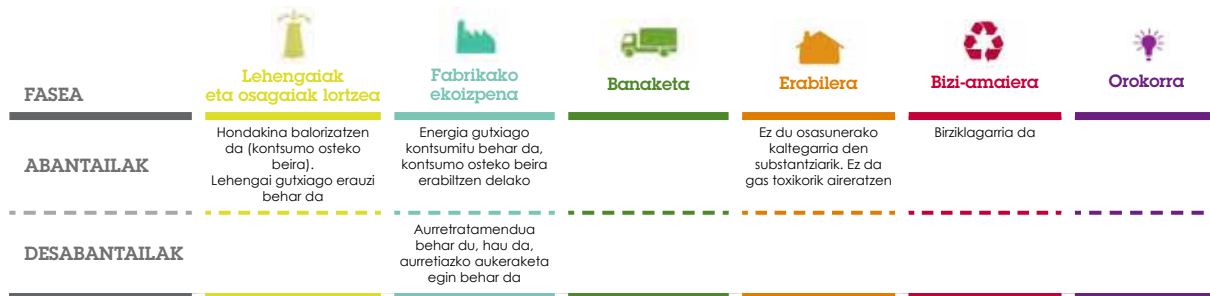 FASEA
Lehengaiak
eta osagaiak lortzea
Fabrikako
ekoizpena
Banaketa
Erabilera
Bizi-amaiera
Orokorra
ABANTAILAK
Hondakina balorizatzen
da (kontsumo osteko
beira).
Lehengai gutxiago erauzi
behar da
Energia gutxiago
kontsumitu behar da,
kontsumo osteko beira
erabiltzen delako
Ez du osasunerako
kaltegarria den
substantziarik. Ez da
gas toxikorik aireratzen
Birziklagarria da
DESABANTAILAK
Aurretratamendua
behar du, hau da,
aurretiazko aukeraketa
egin behar da